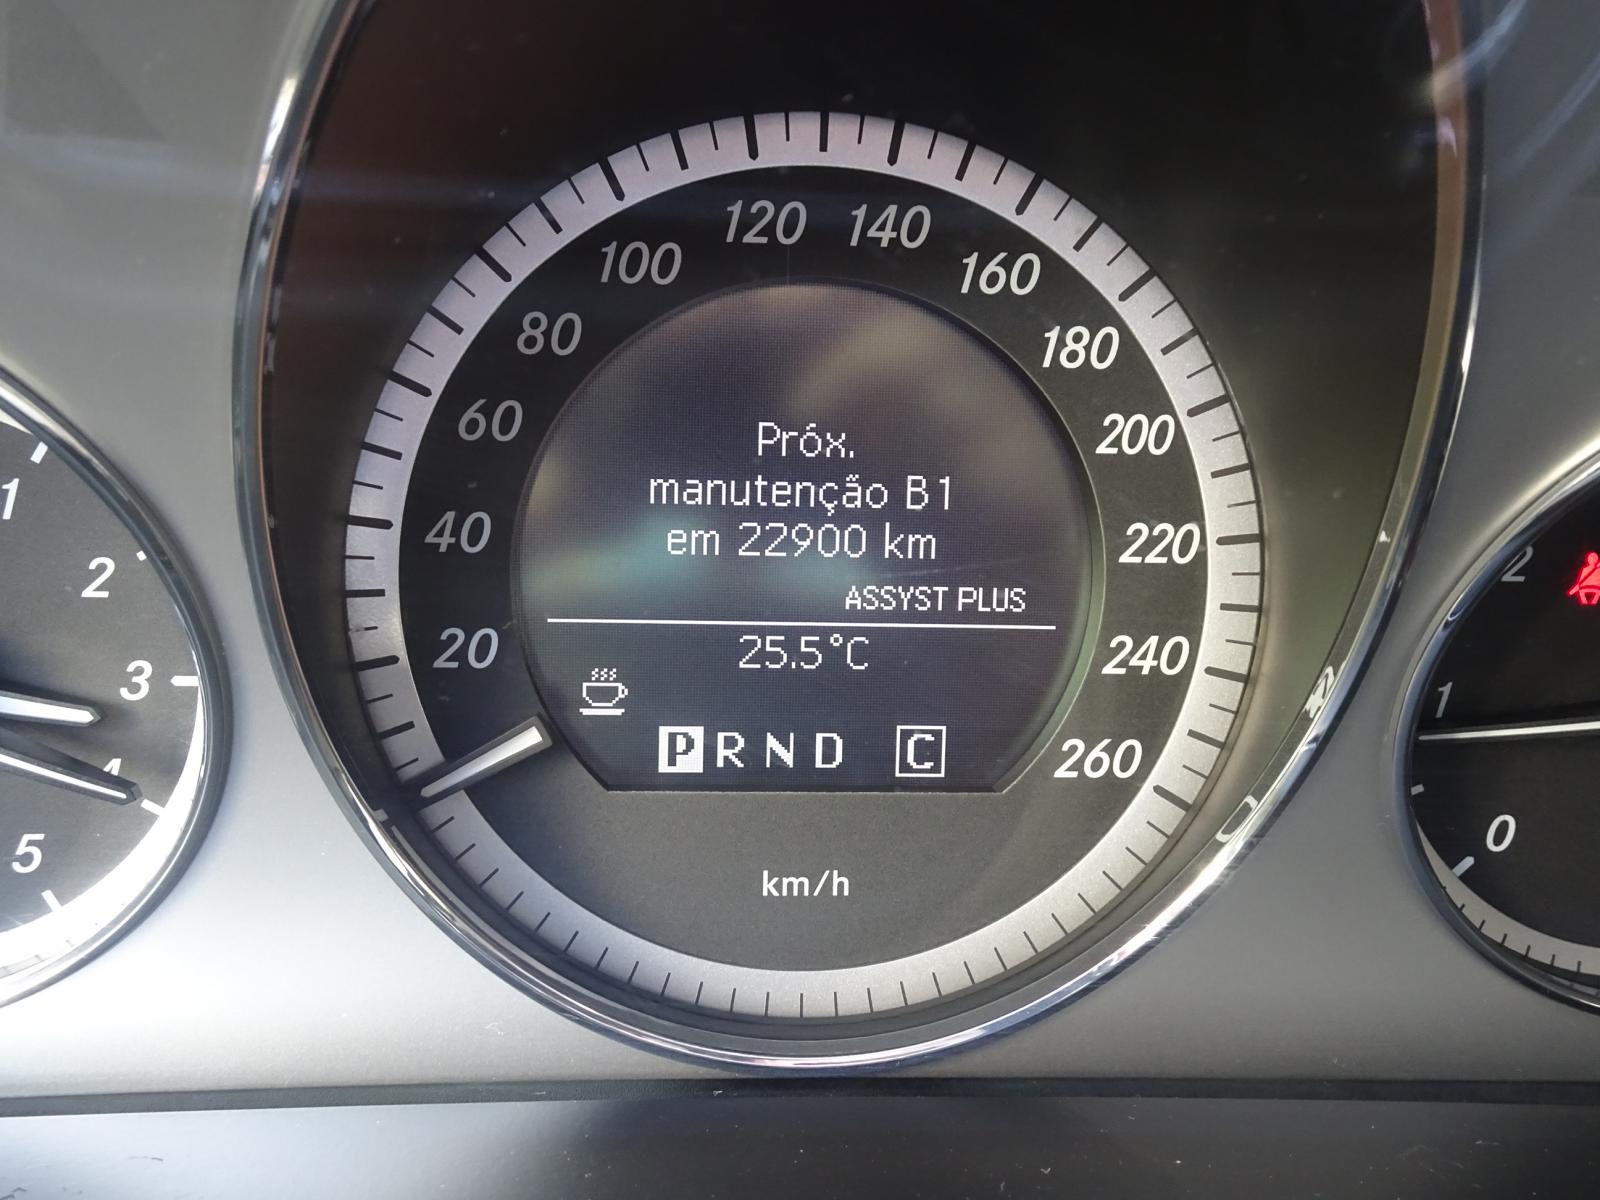 120 140
100 160
80 180
60 200
40 220
20 240
260
Próx.
manutenção B1
em 22900 km
ASSYST PLUS
25.5°C
P R N D C
km/h
1
2
3
4
5
2
1
0